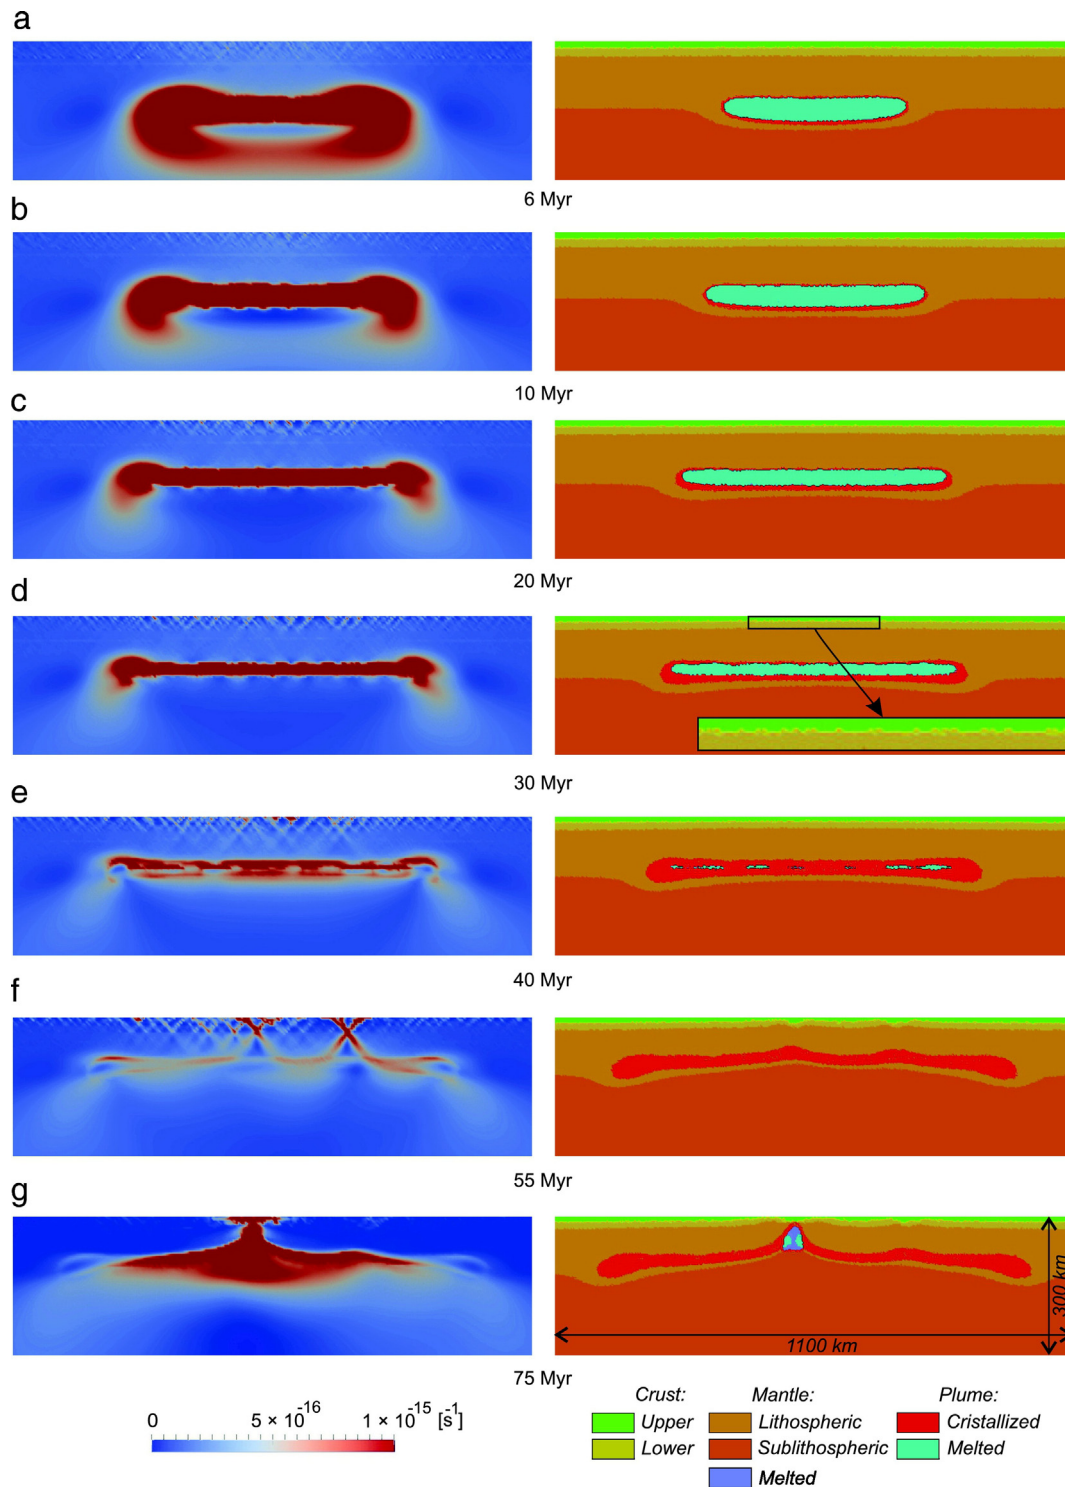 a
6 Myr
b
10 Myr
c
20 Myr
d
30 Myr
e
40 Myr
f
55 Myr
g
300 km
1100 km
75 Myr
0 5 × 10⁻¹⁶ 1 × 10⁻¹⁵ [s⁻¹]
Crust: Mantle: Plume:
Upper Lithospheric Cristallized
Lower Sublithospheric Melted
Melted